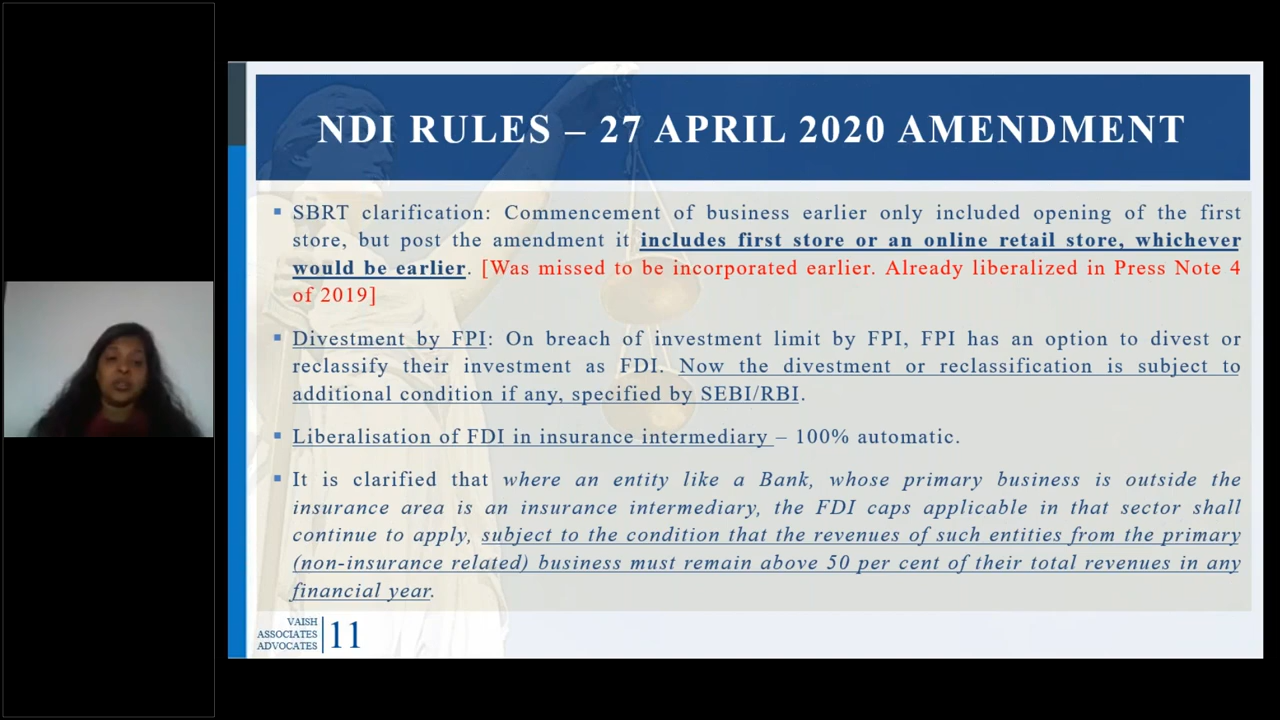 NDI RULES – 27 APRIL 2020 AMENDMENT
▪ SBRT clarification: Commencement of business earlier only included opening of the first
store, but post the amendment it includes first store or an online retail store, whichever
would be earlier. [Was missed to be incorporated earlier. Already liberalized in Press Note 4
of 2019]
▪ Divestment by FPI: On breach of investment limit by FPI, FPI has an option to divest or
reclassify their investment as FDI. Now the divestment or reclassification is subject to
additional condition if any, specified by SEBI/RBI.
▪ Liberalisation of FDI in insurance intermediary – 100% automatic.
▪ It is clarified that where an entity like a Bank, whose primary business is outside the
insurance area is an insurance intermediary, the FDI caps applicable in that sector shall
continue to apply, subject to the condition that the revenues of such entities from the primary
(non-insurance related) business must remain above 50 per cent of their total revenues in any
financial year.
VAISH
ASSOCIATES
ADVOCATES
11